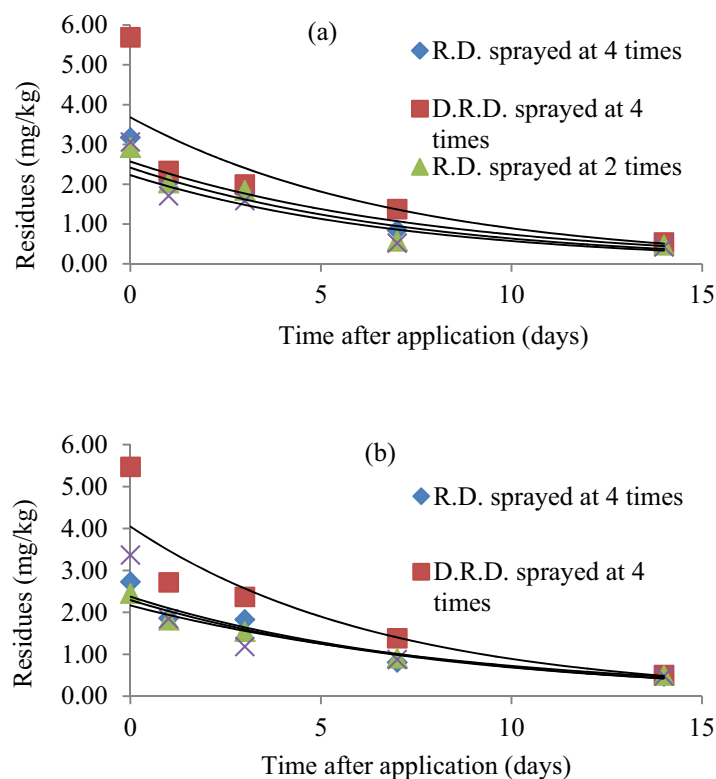 (a)
6.00
5.00
4.00
3.00
2.00
1.00
0.00
Residues (mg/kg)
R.D. sprayed at 4 times
D.R.D. sprayed at 4
times
R.D. sprayed at 2 times
0 5 10 15
Time after application (days)
(b)
6.00
5.00
4.00
3.00
2.00
1.00
0.00
Residues (mg/kg)
R.D. sprayed at 4 times
D.R.D. sprayed at 4
times
0 5 10 15
Time after application (days)